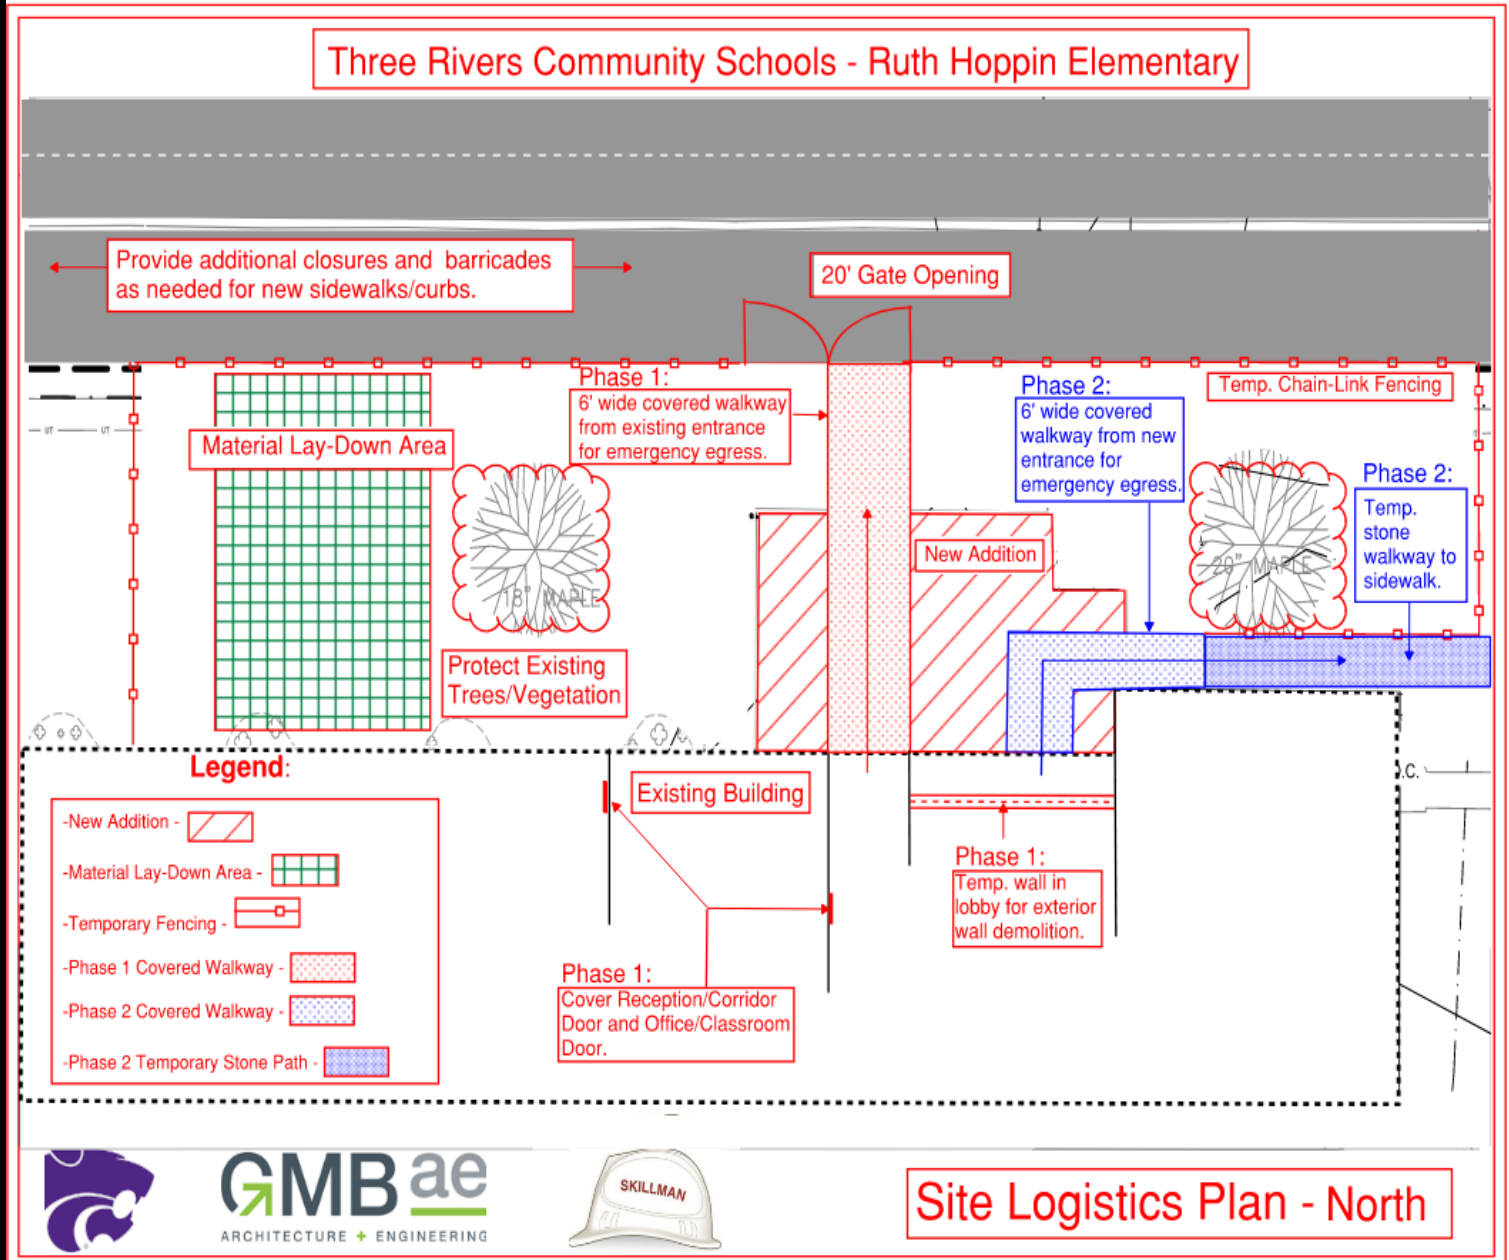 Three Rivers Community Schools - Ruth Hoppin Elementary
Provide additional closures and barricades
as needed for new sidewalks/curbs.
20' Gate Opening
Phase 1:
6' wide covered walkway
from existing entrance
for emergency egress.
Phase 2:
6' wide covered
walkway from new
entrance for
emergency egress.
Temp. Chain-Link Fencing
Material Lay-Down Area
UT
UT
Phase 2:
Temp.
stone
walkway to
sidewalk.
New Addition
18" MAPLE
20" MAPLE
Protect Existing
Trees/Vegetation
Legend:
-New Addition -
-Material Lay-Down Area -
-Temporary Fencing -
-Phase 1 Covered Walkway -
-Phase 2 Covered Walkway -
-Phase 2 Temporary Stone Path -
Existing Building
Phase 1:
Temp. wall in
lobby for exterior
wall demolition.
Phase 1:
Cover Reception/Corridor
Door and Office/Classroom
Door.
GMB ae
ARCHITECTURE + ENGINEERING
SKILLMAN
Site Logistics Plan - North